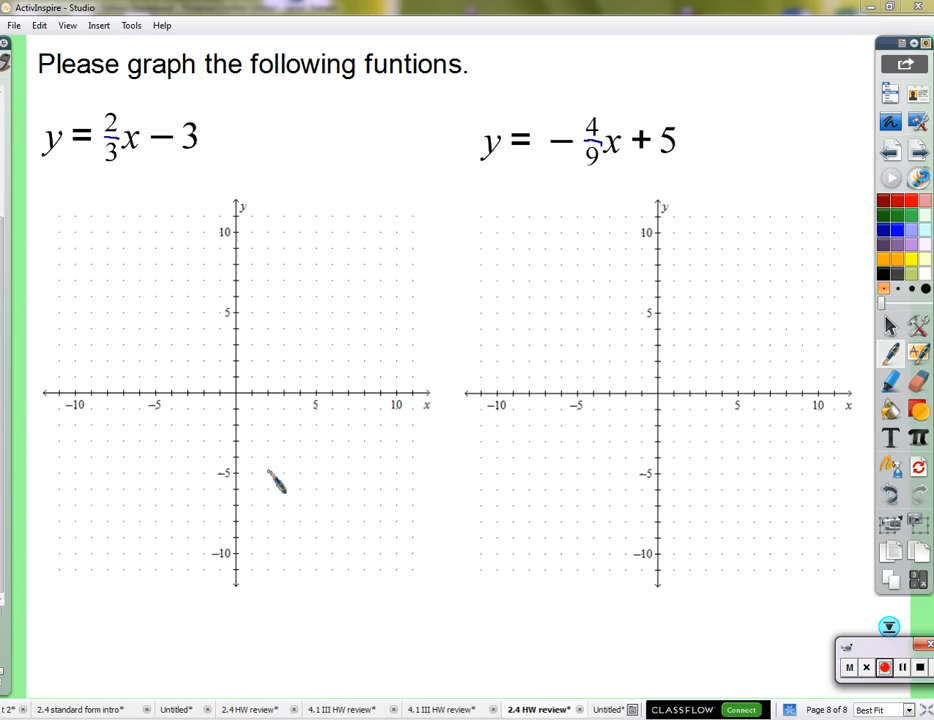 ActivInspire - Studio
File Edit View Insert Tools Help
Please graph the following funtions.
y = 2/3 x − 3
y = − 4/9 x + 5
y
10
5
−10 −5 5 10 x
−5
−10
y
10
5
−10 −5 5 10 x
−5
−10
T π
M
t 2* 2.4 standard form intro* Untitled* 2.4 HW review* 4.1 III HW review* 4.1 III HW review* 2.4 HW review* Untitled* CLASSFLOW Connect Page 8 of 8 Best Fit